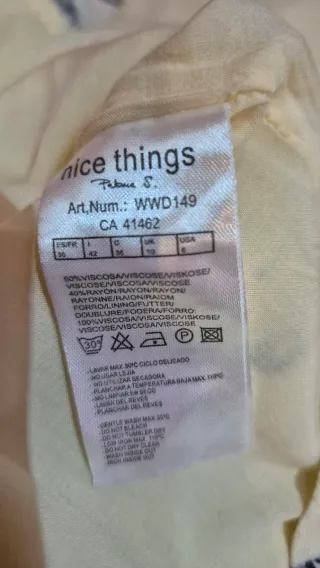 nice things
Paloma S.
Art,Num.: WWD149
CA 41462
ES/FR I D UK USA
38 42 36 10 6
60%VISCOSA/VISCOSE/VISKOSE/
VISCOSE/VISCOSA/VISCOSE
40%RAYON/RAYON/RAYON/
RAYONNE/RAION/RAIOM
FORRO/LINING/FUTTER/
DOUBLURE/FODERA/FORRO:
100%VISCOSA/VISCOSE/VISKOSE/
VISCOSE/VISCOSA/VISCOSE
30°
-LAVAR MAX 30ºC CICLO DELICADO
-NO USAR LEJIA
-NO UTILIZAR SECADORA
-PLANCHAR A TEMPERATURA BAJA MAX. 110ºC
-NO LIMPIAR EN SECO
-LAVAR DEL REVES
-PLANCHAR DEL REVES
-GENTLE WASH MAX 30ºC
-DO NOT BLEACH
-DO NOT TUMBLER DRY
-LOW IRON MAX 110ºC
-DO NOT DRY CLEAR
-WASH INSIDE OUT
-IRON INSIDE OUT